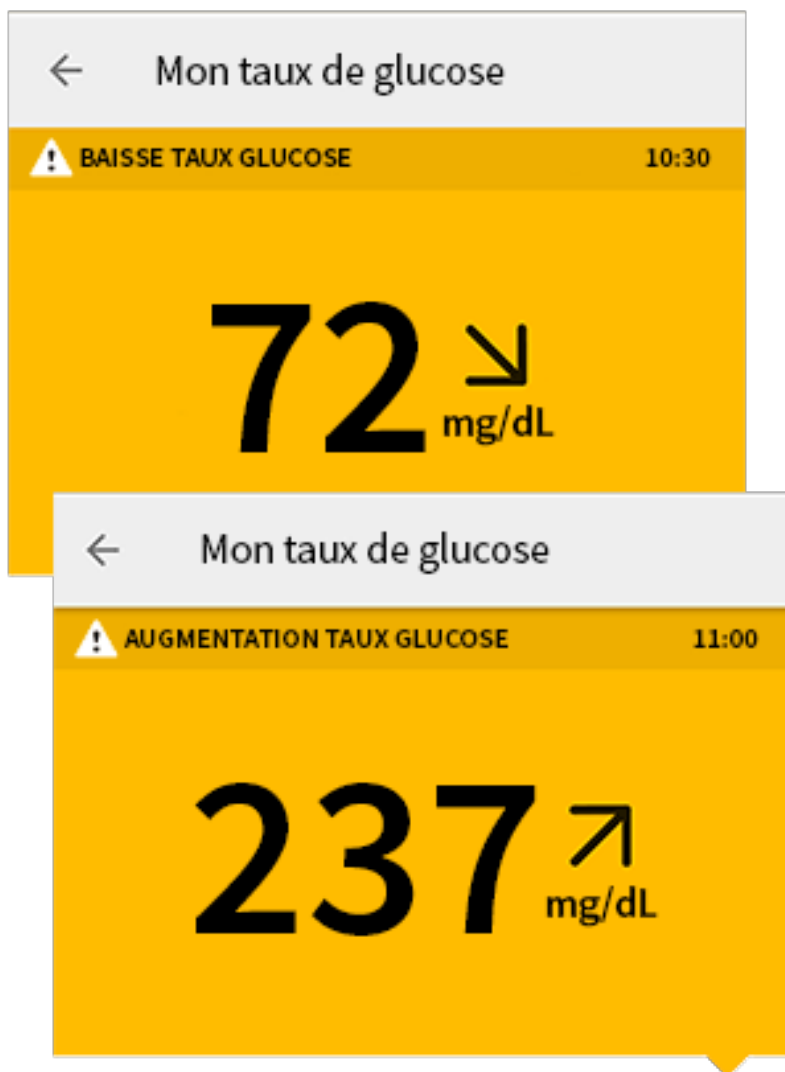 Mon taux de glucose
BAISSE TAUX GLUCOSE 10:30
72 mg/dL
Mon taux de glucose
AUGMENTATION TAUX GLUCOSE 11:00
237 mg/dL